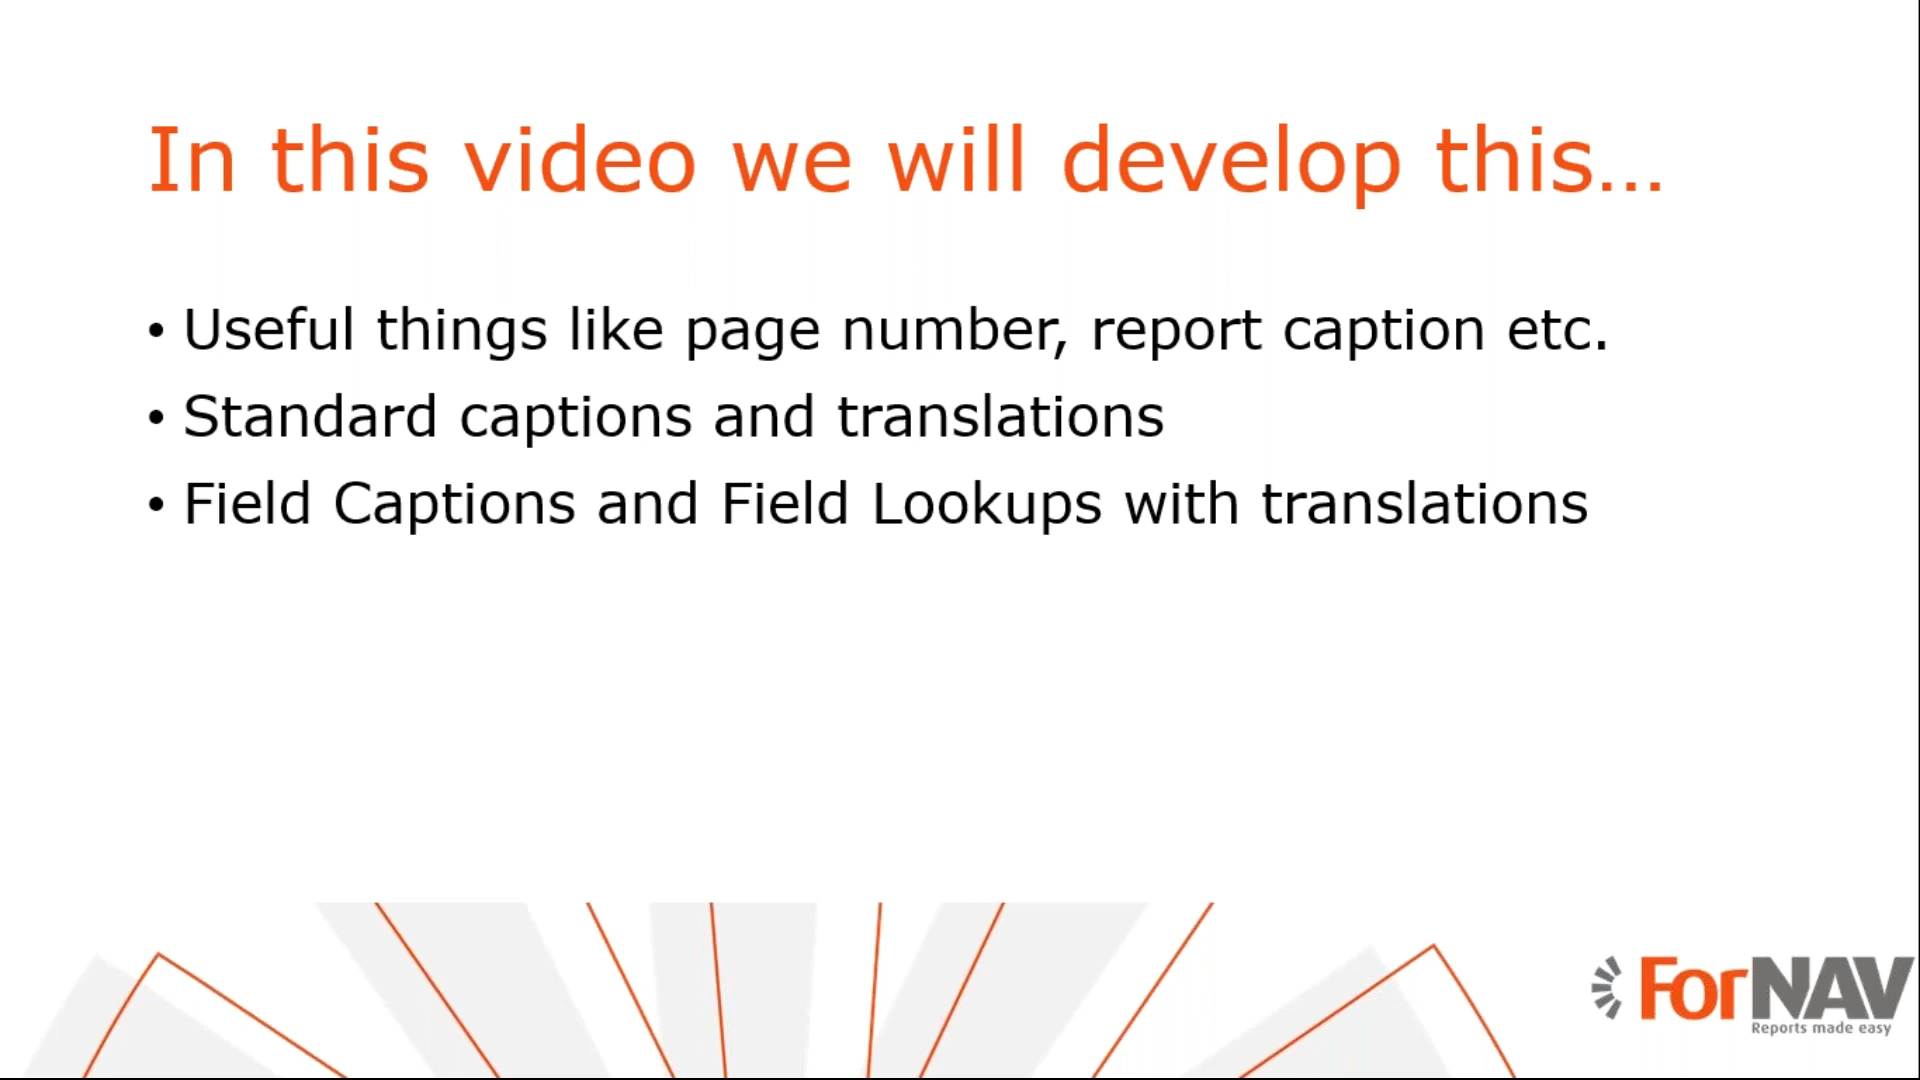 In this video we will develop this...
• Useful things like page number, report caption etc.
• Standard captions and translations
• Field Captions and Field Lookups with translations
ForNAV
Reports made easy